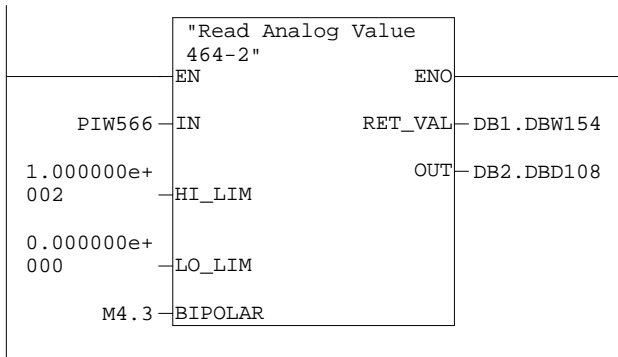 "Read Analog Value
464-2"
EN ENO
PIW566 IN RET_VAL DB1.DBW154
1.000000e+ OUT DB2.DBD108
002 HI_LIM
0.000000e+
000 LO_LIM
M4.3 BIPOLAR